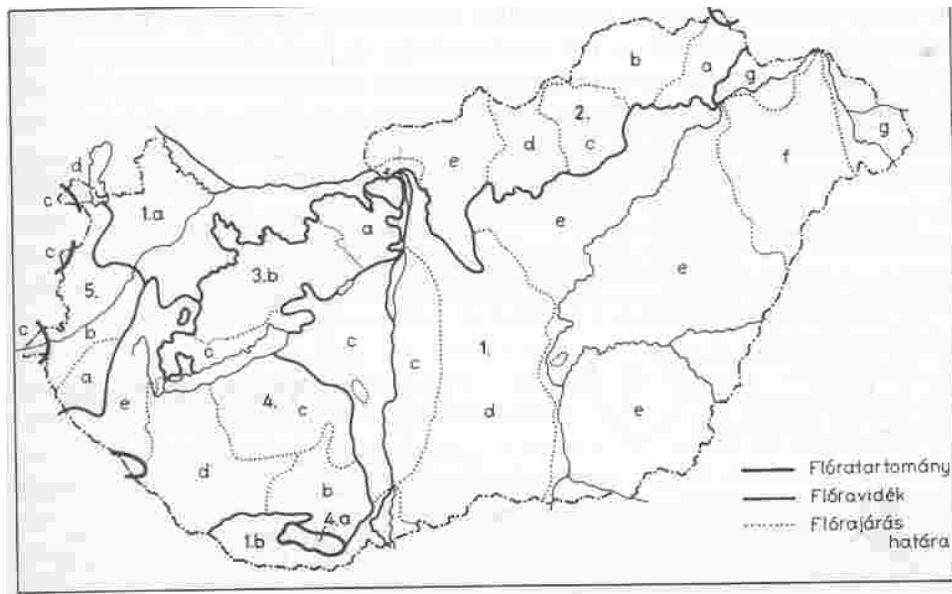 b
a
g
2.
d
e
d
c
g
c
1.a
a
f
e
c
3.b
e
5.
c
b
c
c
c
1.
a
e
4.
c
d
e
d
b
4.a
1.b
Flóratartomány
Flóravidék
Flórajárás
határa